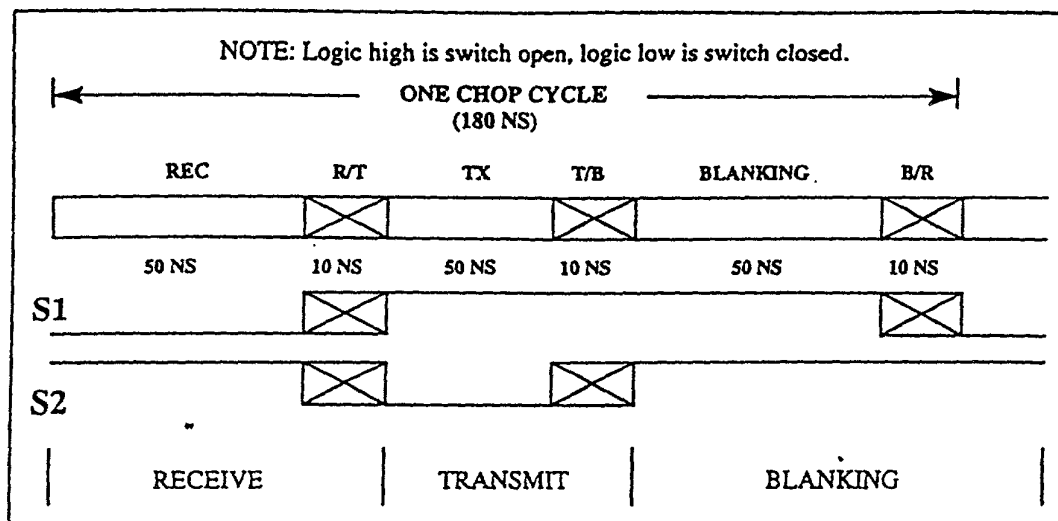 NOTE: Logic high is switch open, logic low is switch closed.
ONE CHOP CYCLE
(180 NS)
REC R/T TX T/B BLANKING B/R
50 NS 10 NS 50 NS 10 NS 50 NS 10 NS
S1
S2
RECEIVE TRANSMIT BLANKING